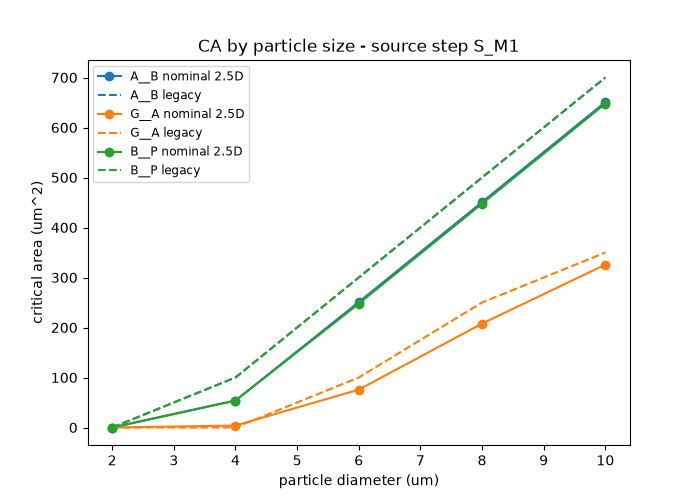 CA by particle size - source step S_M1
A__B nominal 2.5D
A__B legacy
G__A nominal 2.5D
G__A legacy
B__P nominal 2.5D
B__P legacy
critical area (um^2)
700
600
500
400
300
200
100
0
2 3 4 5 6 7 8 9 10
particle diameter (um)